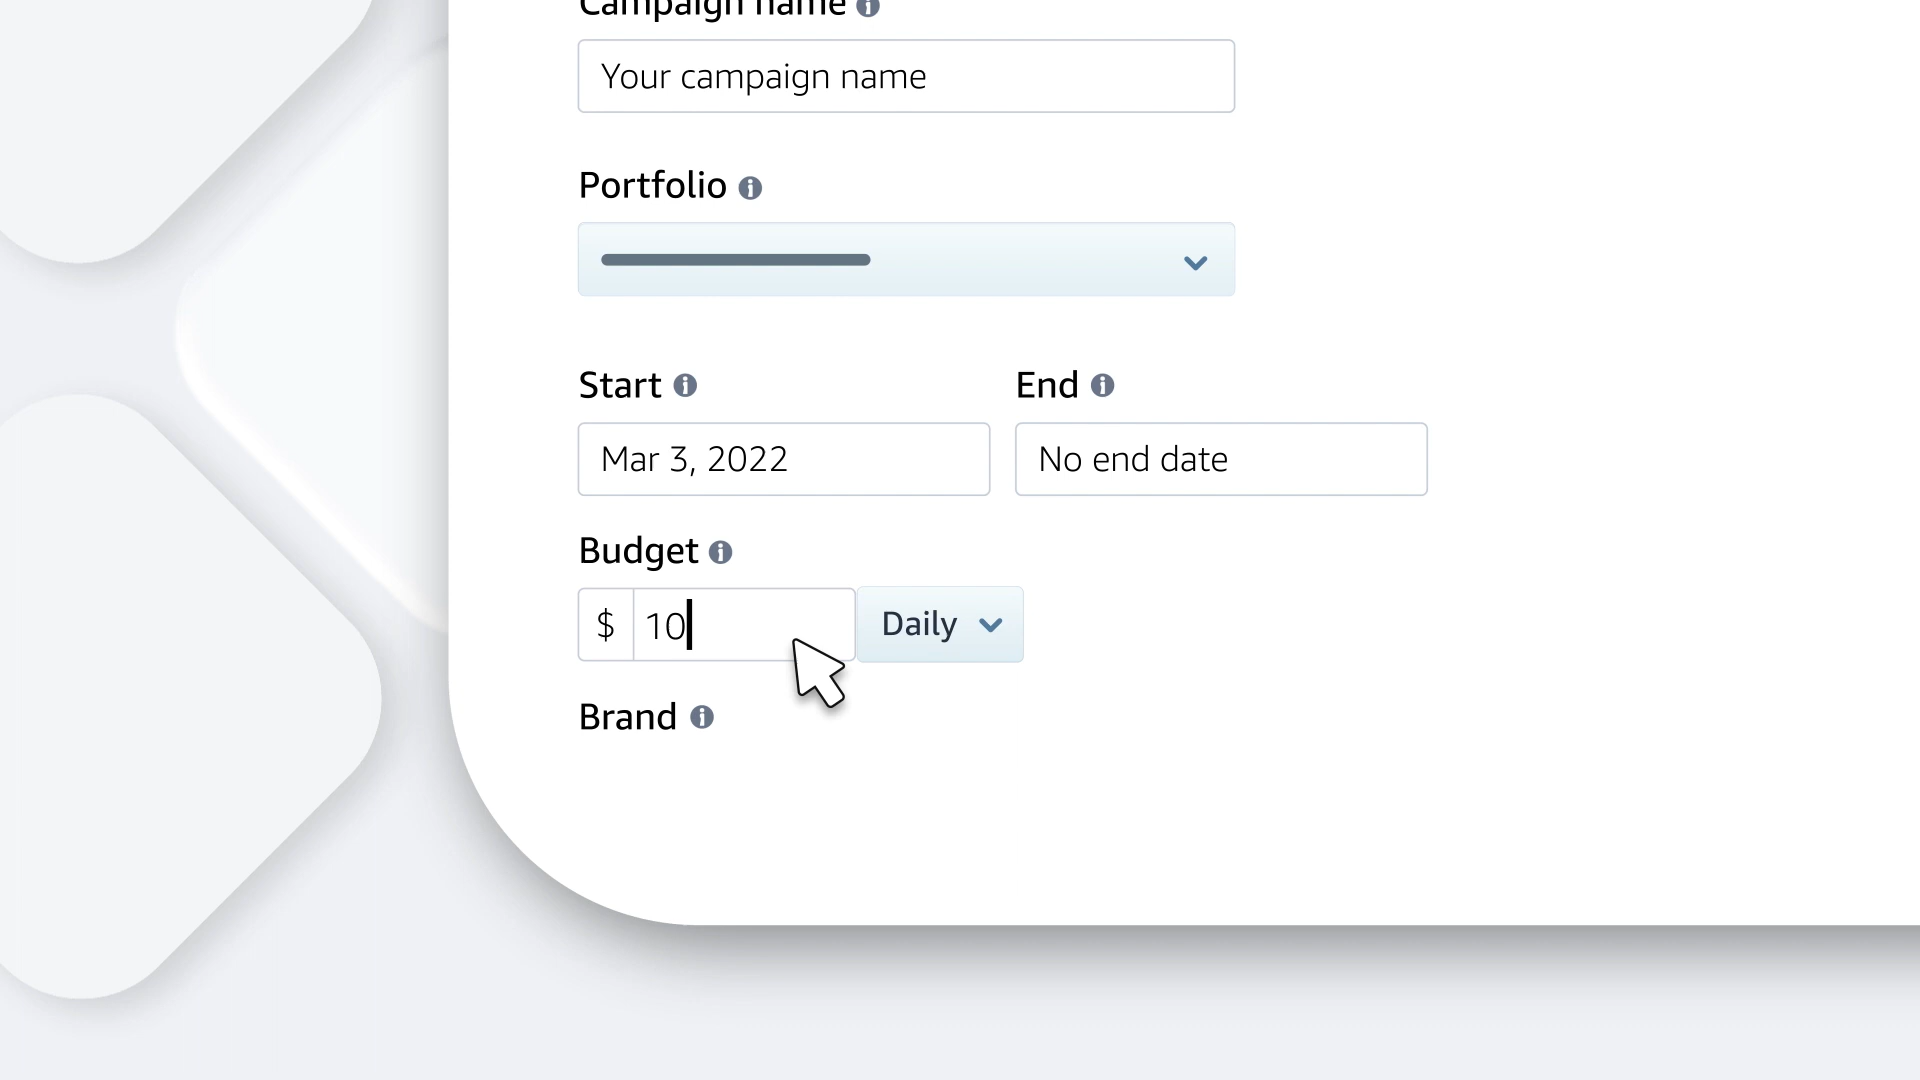 Campaign name
Your campaign name
Portfolio
Start
End
Mar 3, 2022
No end date
Budget
$ 10
Daily
Brand